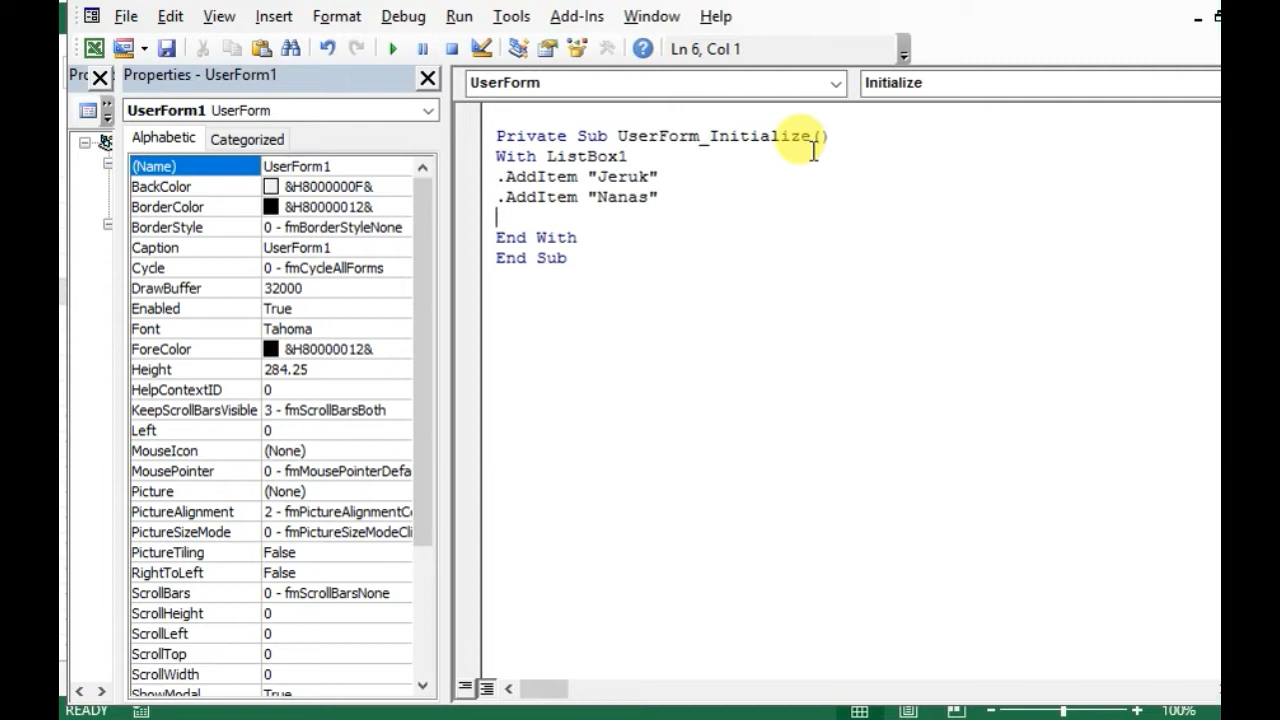 File Edit View Insert Format Debug Run Tools Add-Ins Window Help
Ln 6, Col 1
Properties - UserForm1
UserForm1 UserForm
Alphabetic Categorized
(Name) UserForm1
BackColor &H8000000F&
BorderColor &H80000012&
BorderStyle 0 - fmBorderStyleNone
Caption UserForm1
Cycle 0 - fmCycleAllForms
DrawBuffer 32000
Enabled True
Font Tahoma
ForeColor &H80000012&
Height 284.25
HelpContextID 0
KeepScrollBarsVisible 3 - fmScrollBarsBoth
Left 0
MouseIcon (None)
MousePointer 0 - fmMousePointerDefa
Picture (None)
PictureAlignment 2 - fmPictureAlignmentC
PictureSizeMode 0 - fmPictureSizeModeCli
PictureTiling False
RightToLeft False
ScrollBars 0 - fmScrollBarsNone
ScrollHeight 0
ScrollLeft 0
ScrollTop 0
ScrollWidth 0
ShowModal True
UserForm Initialize
Private Sub UserForm_Initialize()
With ListBox1
.AddItem "Jeruk"
.AddItem "Nanas"
End With
End Sub
READY 100%